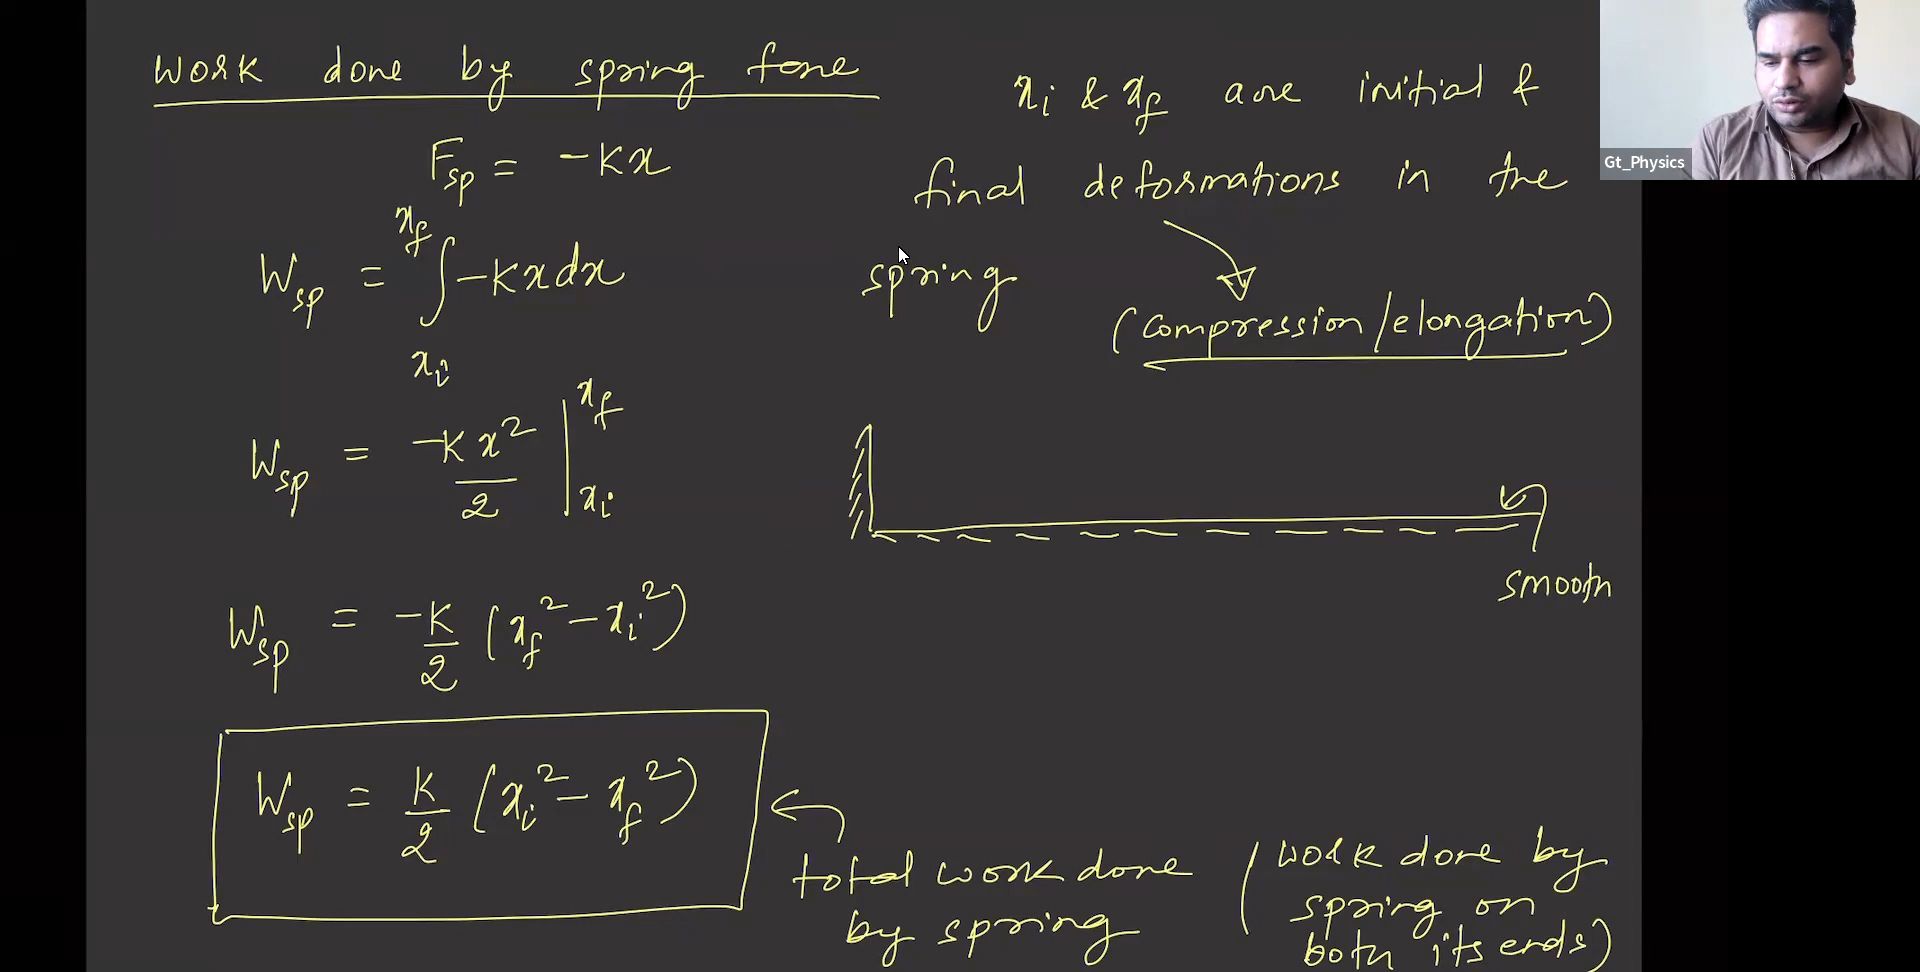 Work done by spring force
F_sp = -Kx
W_sp = ∫_{x_i}^{x_f} -Kx dx
W_sp = -K x²/2 |_{x_i}^{x_f}
W_sp = -K/2 (x_f² - x_i²)
W_sp = K/2 (x_i² - x_f²)
total work done
by spring
(work done by
spring on
both its ends)
x_i & x_f are initial &
final deformations in the
spring
(compression/elongation)
smooth
Gt_Physics